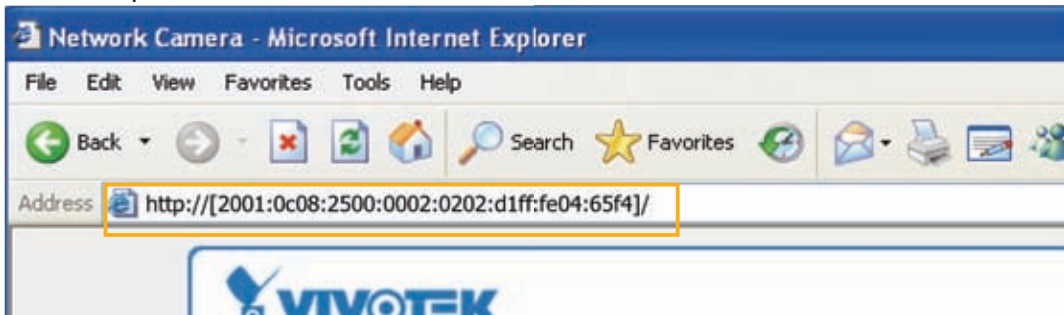 Network Camera - Microsoft Internet Explorer
File Edit View Favorites Tools Help
Back Search Favorites
Address http://[2001:0c08:2500:0002:0202:d1ff:fe04:65f4]/
VIVOTEK